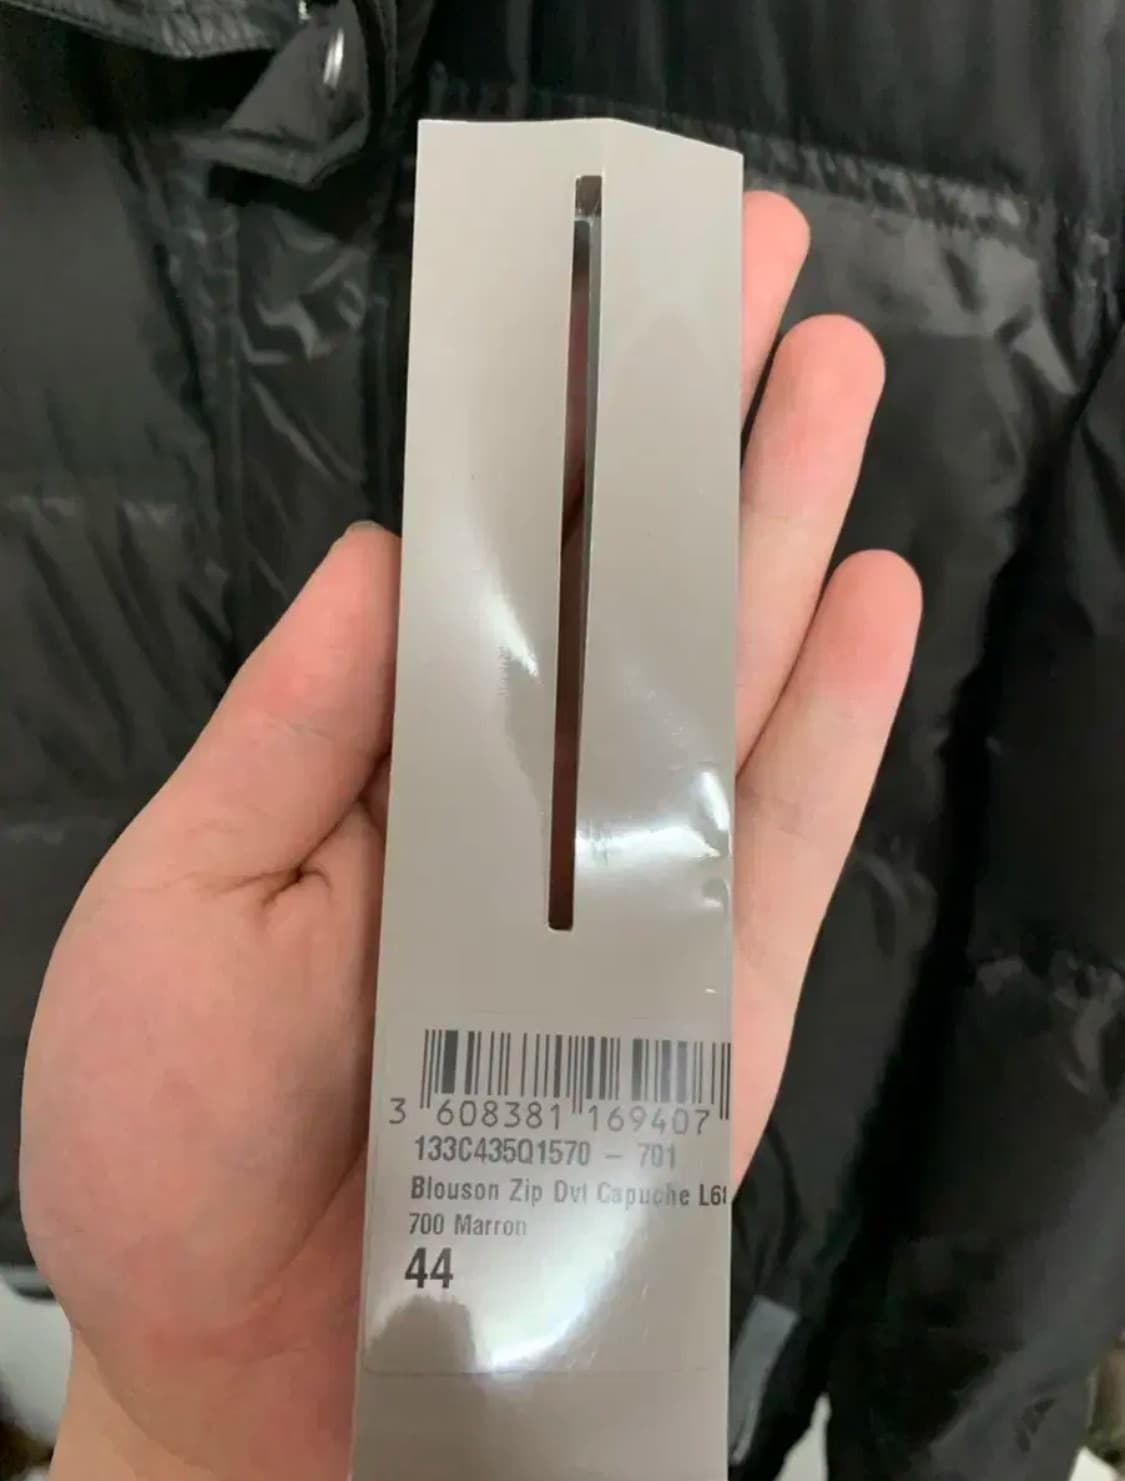 3 608381 169407
133C435Q1570 - 701
Blouson Zip Dvt Capuche
700 Marron
44